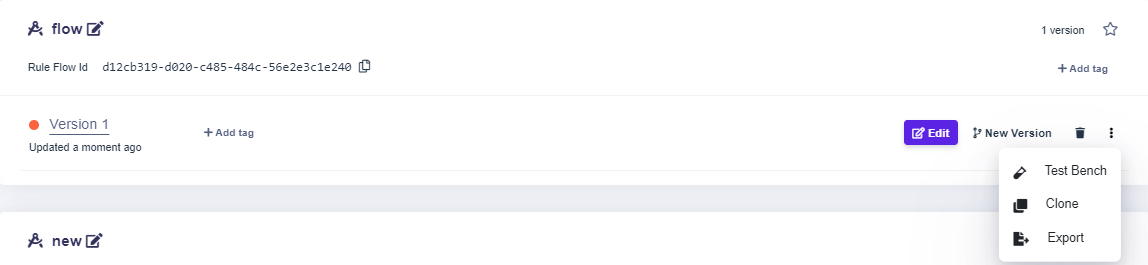 flow
1 version
Rule Flow Id d12cb319-d020-c485-484c-56e2e3c1e240
+ Add tag
Version 1
+ Add tag
Edit
New Version
Updated a moment ago
Test Bench
Clone
Export
new